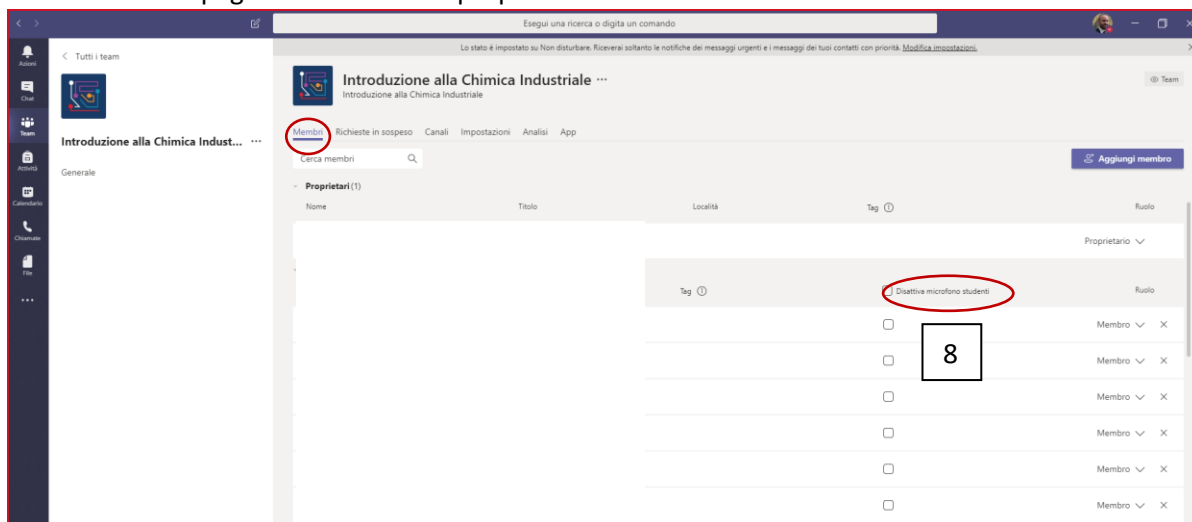 Esegui una ricerca o digita un comando
Lo stato è impostato su Non disturbare. Riceverai soltanto le notifiche dei messaggi urgenti e i messaggi dei tuoi contatti con priorità. Modifica impostazioni.
Azioni
Chat
Team
Attività
Calendario
Chiamate
File
Tutti i team
Introduzione alla Chimica Indust... ...
Generale
Introduzione alla Chimica Industriale ...
Introduzione alla Chimica Industriale
Team
Membri Richieste in sospeso Canali Impostazioni Analisi App
Cerca membri
Aggiungi membro
Proprietari (1)
Nome Titolo Località Tag Ruolo
Proprietario
Tag Disattiva microfono studenti Ruolo
Membro
8
Membro
Membro
Membro
Membro
Membro